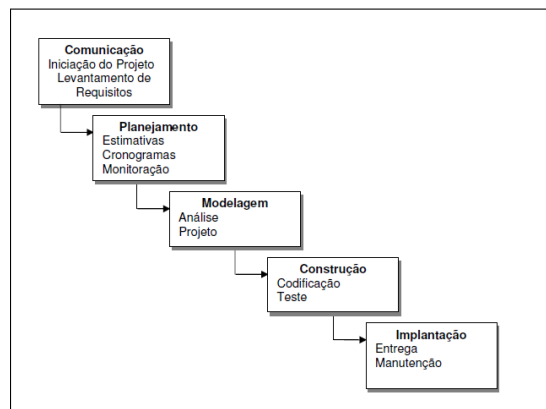 Comunicação
Iniciação do Projeto
Levantamento de
Requisitos
Planejamento
Estimativas
Cronogramas
Monitoração
Modelagem
Análise
Projeto
Construção
Codificação
Teste
Implantação
Entrega
Manutenção